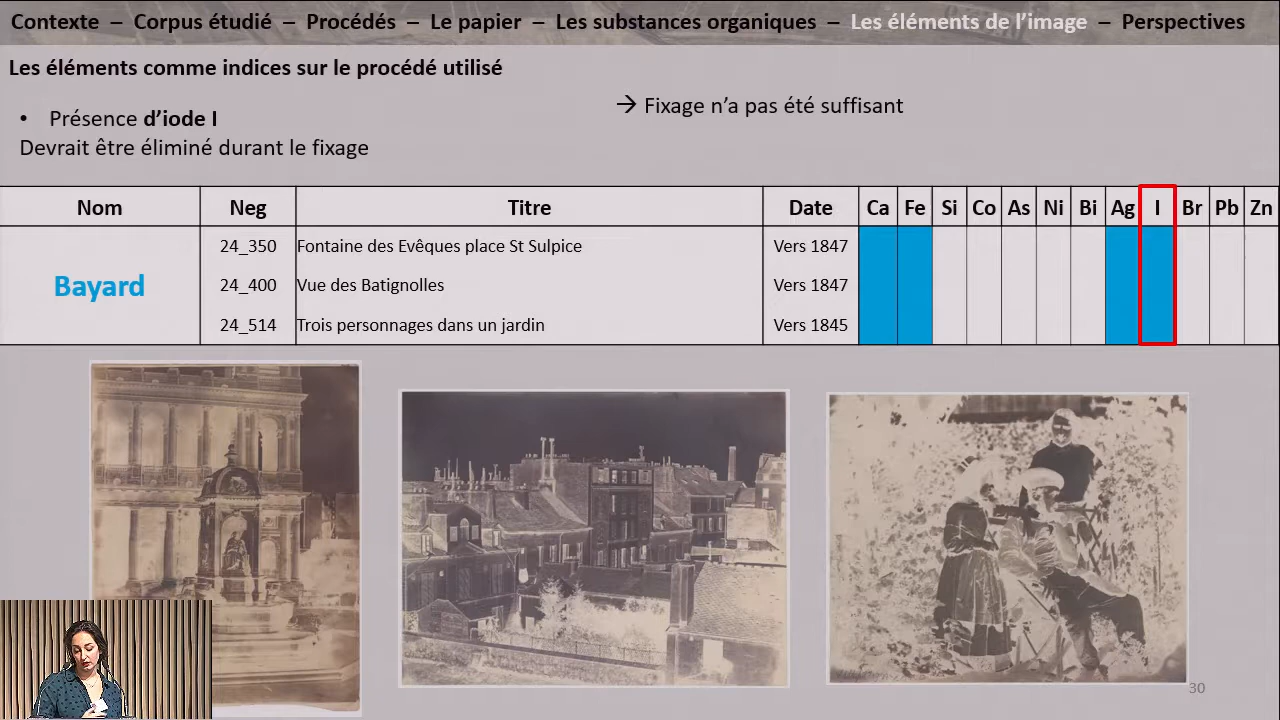 Contexte – Corpus étudié – Procédés – Le papier – Les substances organiques – Les éléments de l’image – Perspectives
Les éléments comme indices sur le procédé utilisé
• Présence d’iode I
Devrait être éliminé durant le fixage
→ Fixage n’a pas été suffisant
Nom Neg Titre Date Ca Fe Si Co As Ni Bi Ag I Br Pb Zn
Bayard
24_350 Fontaine des Evêques place St Sulpice Vers 1847
24_400 Vue des Batignolles Vers 1847
24_514 Trois personnages dans un jardin Vers 1845
30